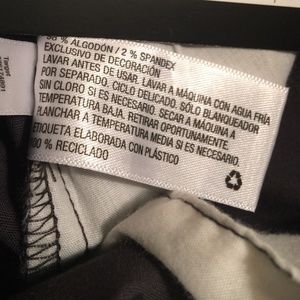 98 % ALGODÓN / 2 % SPANDEX
EXCLUSIVO DE DECORACIÓN
LAVAR ANTES DE USAR. LAVAR A MÁQUINA CON AGUA FRÍA
POR SEPARADO. CICLO DELICADO. SÓLO BLANQUEADOR
SIN CLORO SI ES NECESARIO. SECAR A MÁQUINA
TEMPERATURA BAJA. RETIRAR OPORTUNAMENTE.
PLANCHAR A TEMPERATURA MEDIA SI ES NECESARIO.
ETIQUETA ELABORADA CON PLÁSTICO
100 % RECICLADO
Target